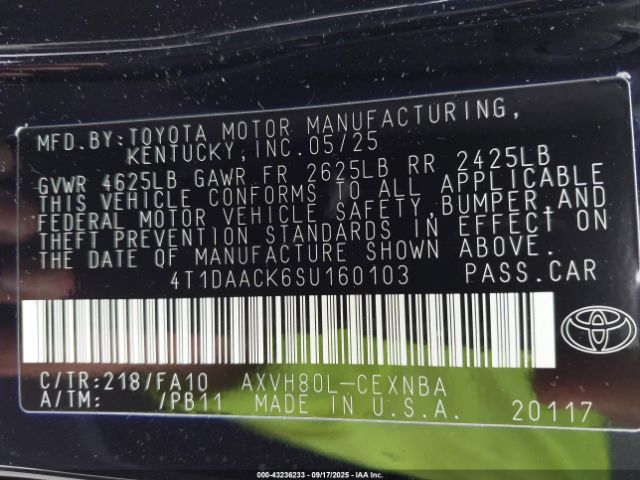 MFD.BY:TOYOTA MOTOR MANUFACTURING,
KENTUCKY,INC.05/25
GVWR 4625LB GAWR FR 2625LB RR 2425LB
THIS VEHICLE CONFORMS TO ALL APPLICABLE
FEDERAL MOTOR VEHICLE SAFETY,BUMPER,AND
THEFT PREVENTION STANDARDS IN EFFECT ON
THE DATE OF MANUFACTURE SHOWN ABOVE.
4T1DAACK6SU160103 PASS.CAR
C/TR:218/FA10 AXVH80L-CEXNBA
A/TM: /PB11 MADE IN U.S.A. 20117
000-43236233 - 09/17/2025 - IAAI.COM